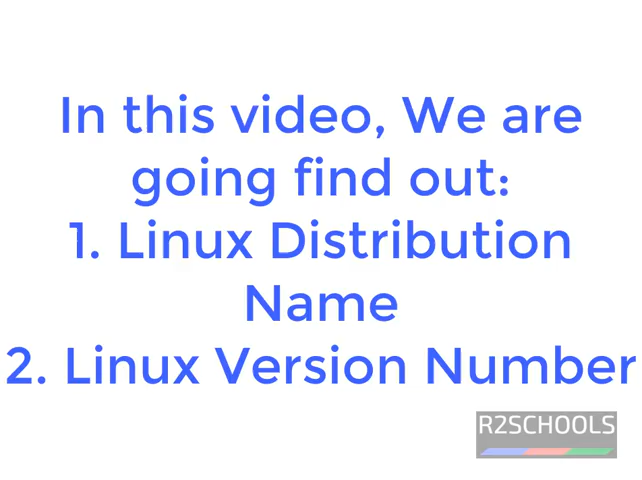 In this video, We are
going find out:
1. Linux Distribution
Name
2. Linux Version Number
R2SCHOOLS